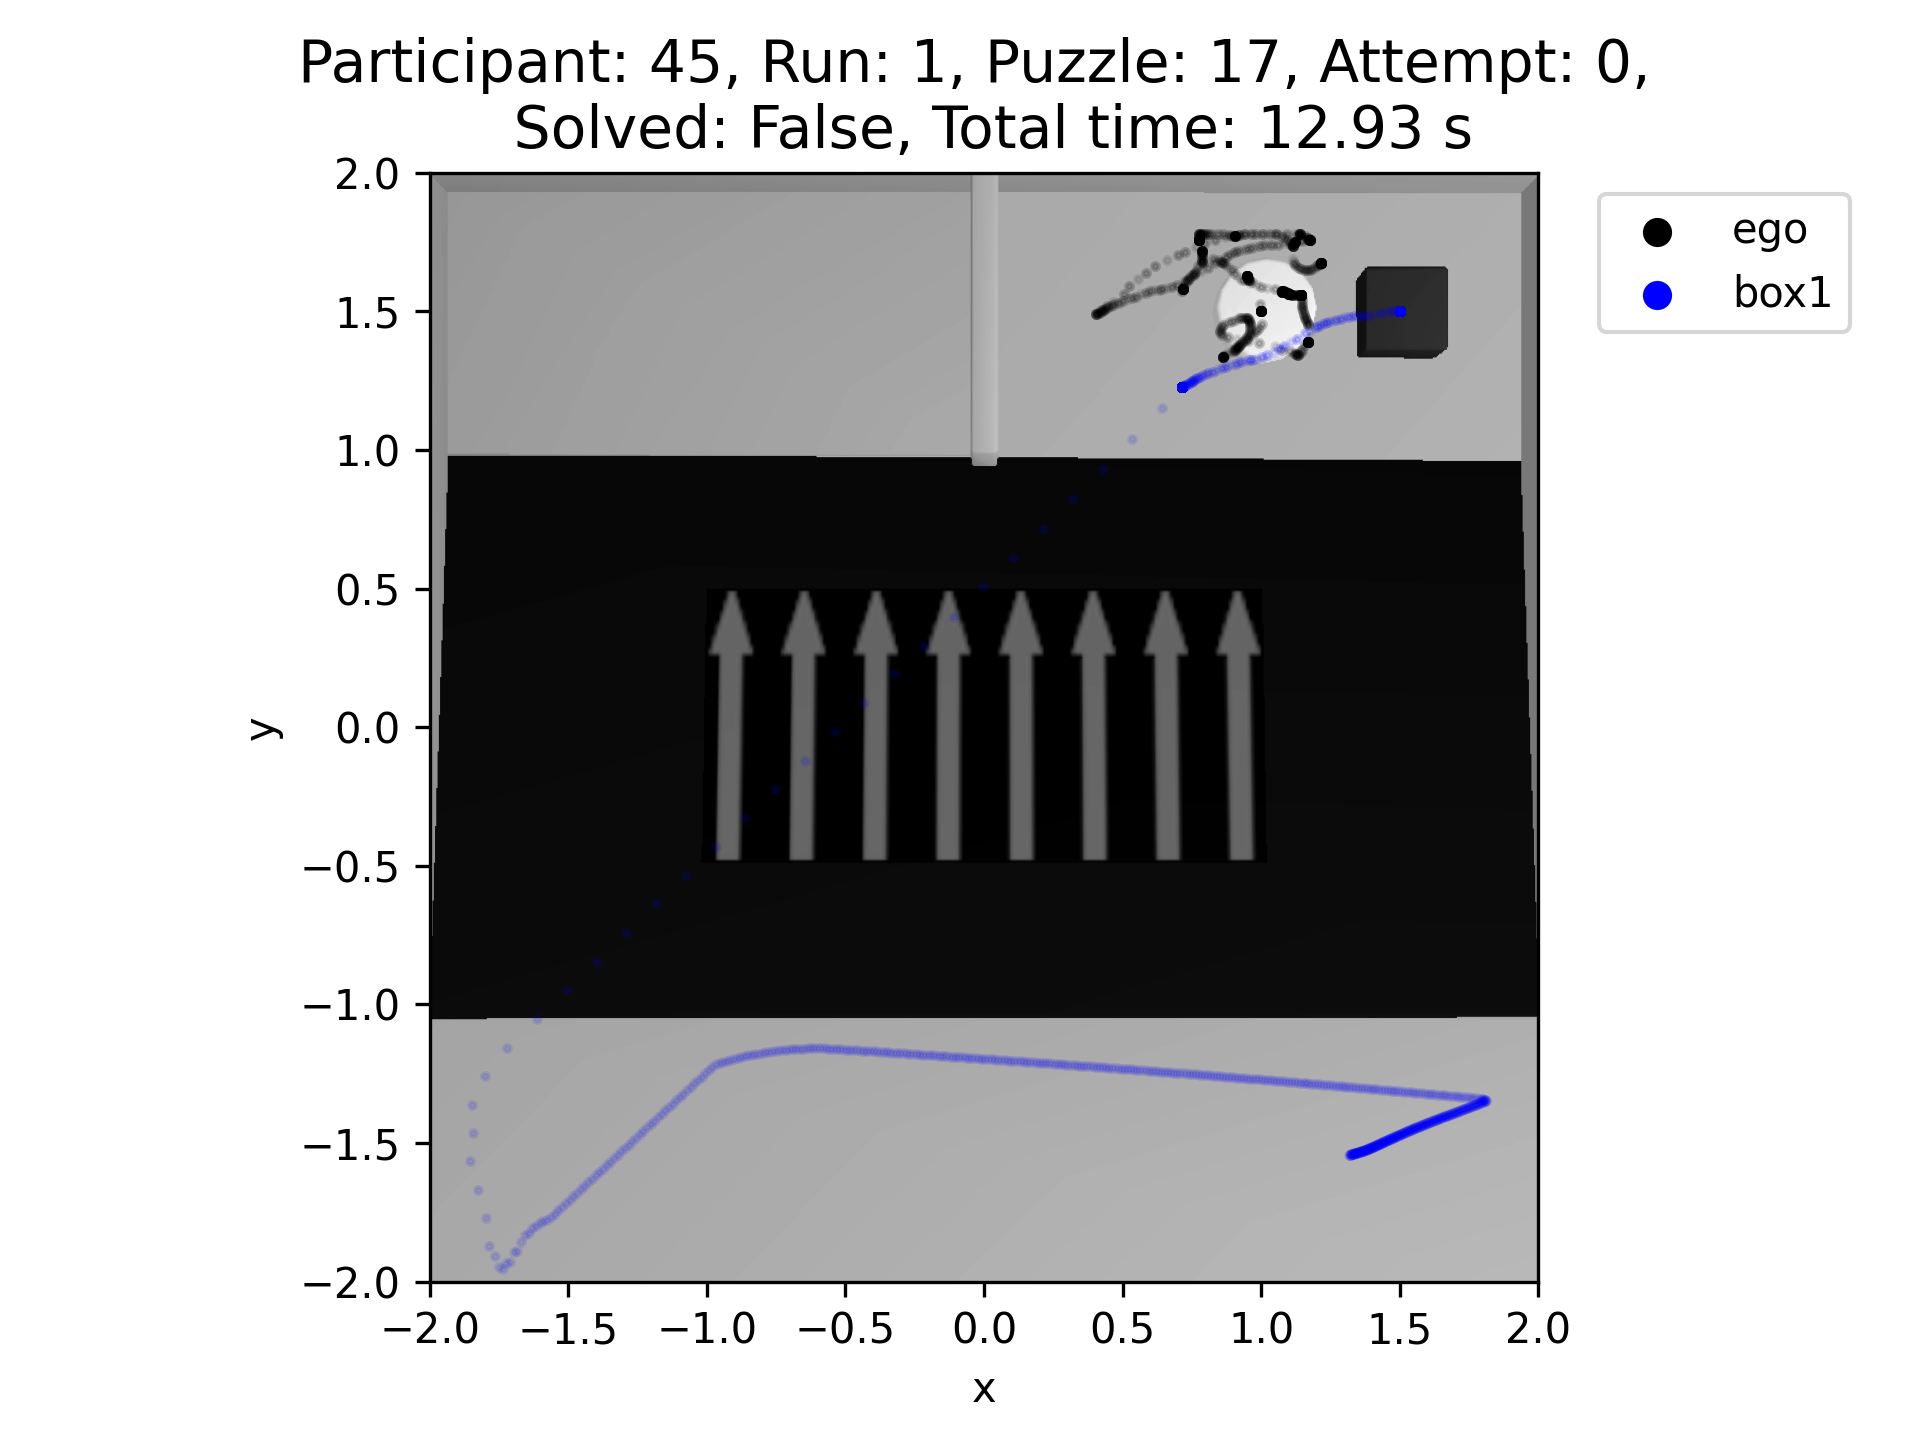 Participant: 45, Run: 1, Puzzle: 17, Attempt: 0,
Solved: False, Total time: 12.93 s
ego
box1
2.0
1.5
1.0
0.5
0.0
−0.5
−1.0
−1.5
−2.0
y
−2.0 −1.5 −1.0 −0.5 0.0 0.5 1.0 1.5 2.0
x